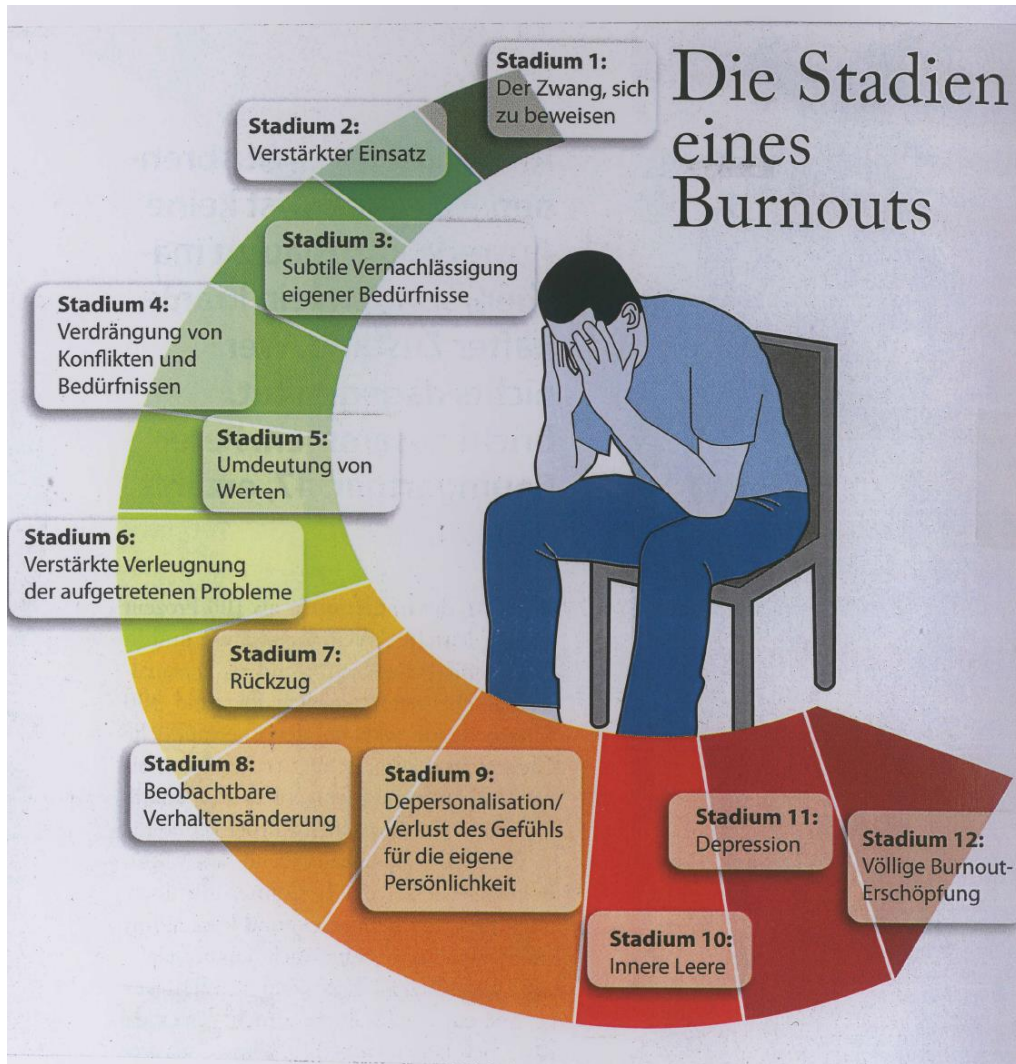 Die Stadien
eines
Burnouts
Stadium 1:
Der Zwang, sich
zu beweisen
Stadium 2:
Verstärkter Einsatz
Stadium 3:
Subtile Vernachlässigung
eigener Bedürfnisse
Stadium 4:
Verdrängung von
Konflikten und
Bedürfnissen
Stadium 5:
Umdeutung von
Werten
Stadium 6:
Verstärkte Verleugnung
der aufgetretenen Probleme
Stadium 7:
Rückzug
Stadium 8:
Beobachtbare
Verhaltensänderung
Stadium 9:
Depersonalisation/
Verlust des Gefühls
für die eigene
Persönlichkeit
Stadium 10:
Innere Leere
Stadium 11:
Depression
Stadium 12:
Völlige Burnout-
Erschöpfung